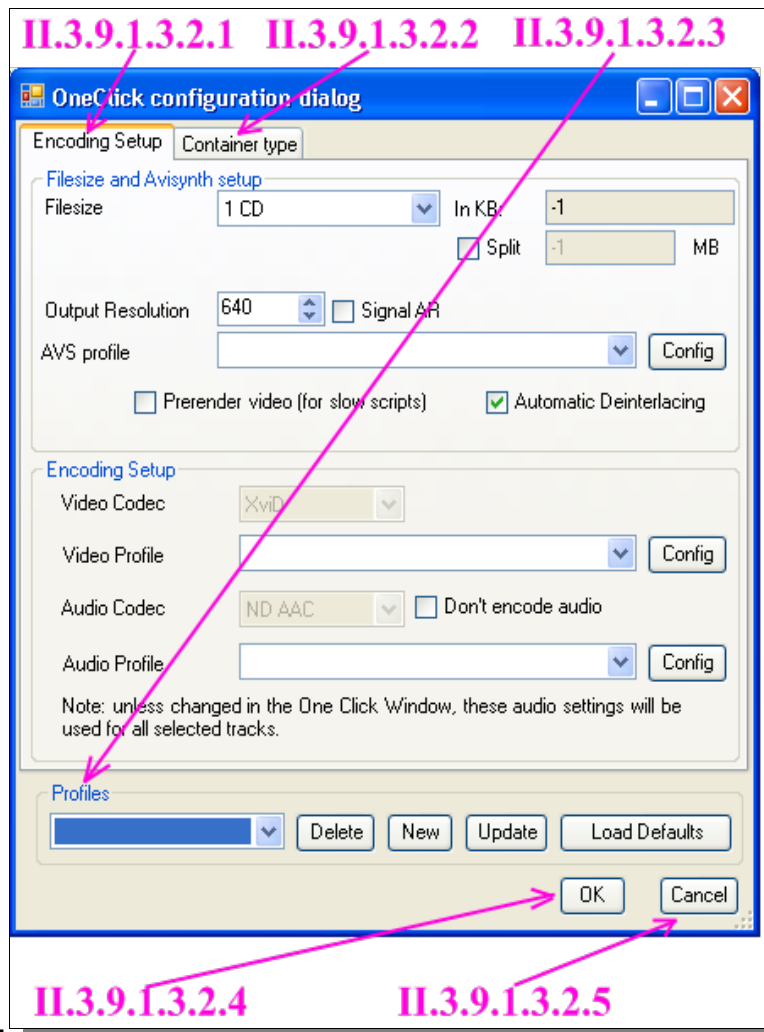 II.3.9.1.3.2.1 II.3.9.1.3.2.2 II.3.9.1.3.2.3
OneClick configuration dialog
Encoding Setup Container type
Filesize and Avisynth setup
Filesize 1 CD In KB: -1
Split -1 MB
Output Resolution 640 Signal AR
AVS profile Config
Prerender video (for slow scripts) Automatic Deinterlacing
Encoding Setup
Video Codec XviD
Video Profile Config
Audio Codec ND AAC Don't encode audio
Audio Profile Config
Note: unless changed in the One Click Window, these audio settings will be
used for all selected tracks.
Profiles
Delete New Update Load Defaults
OK Cancel
II.3.9.1.3.2.4 II.3.9.1.3.2.5